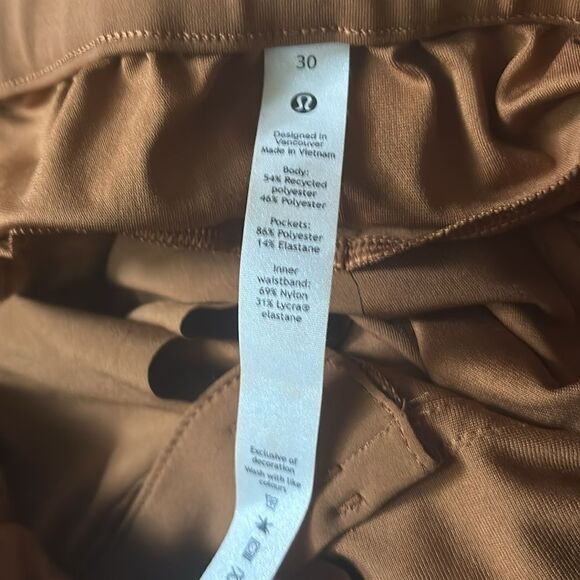 30
Designed in
Vancouver
Made in Vietnam
Body:
54% Recycled
polyester
46% Polyester
Pockets:
86% Polyester
14% Elastane
Inner
waistband:
69% Nylon
31% Lycra®
elastane
Exclusive of
decoration
Wash with like
colours